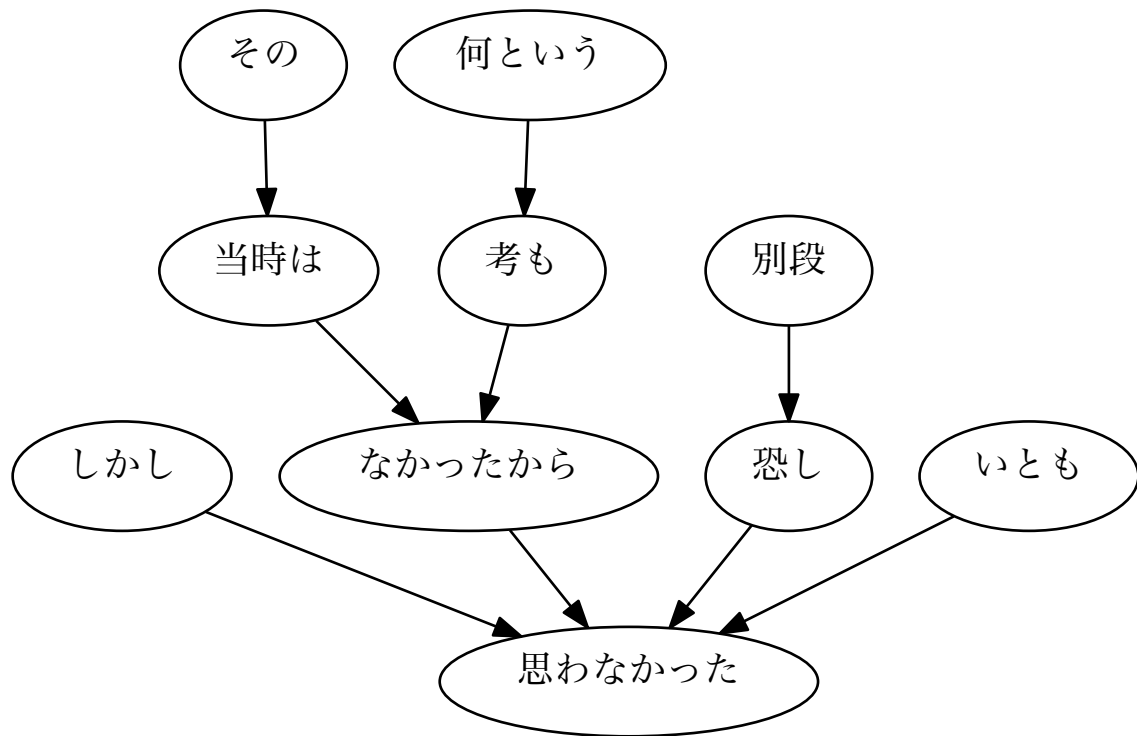 その
何という
当時は
考も
別段
しかし
なかったから
恐し
いとも
思わなかった